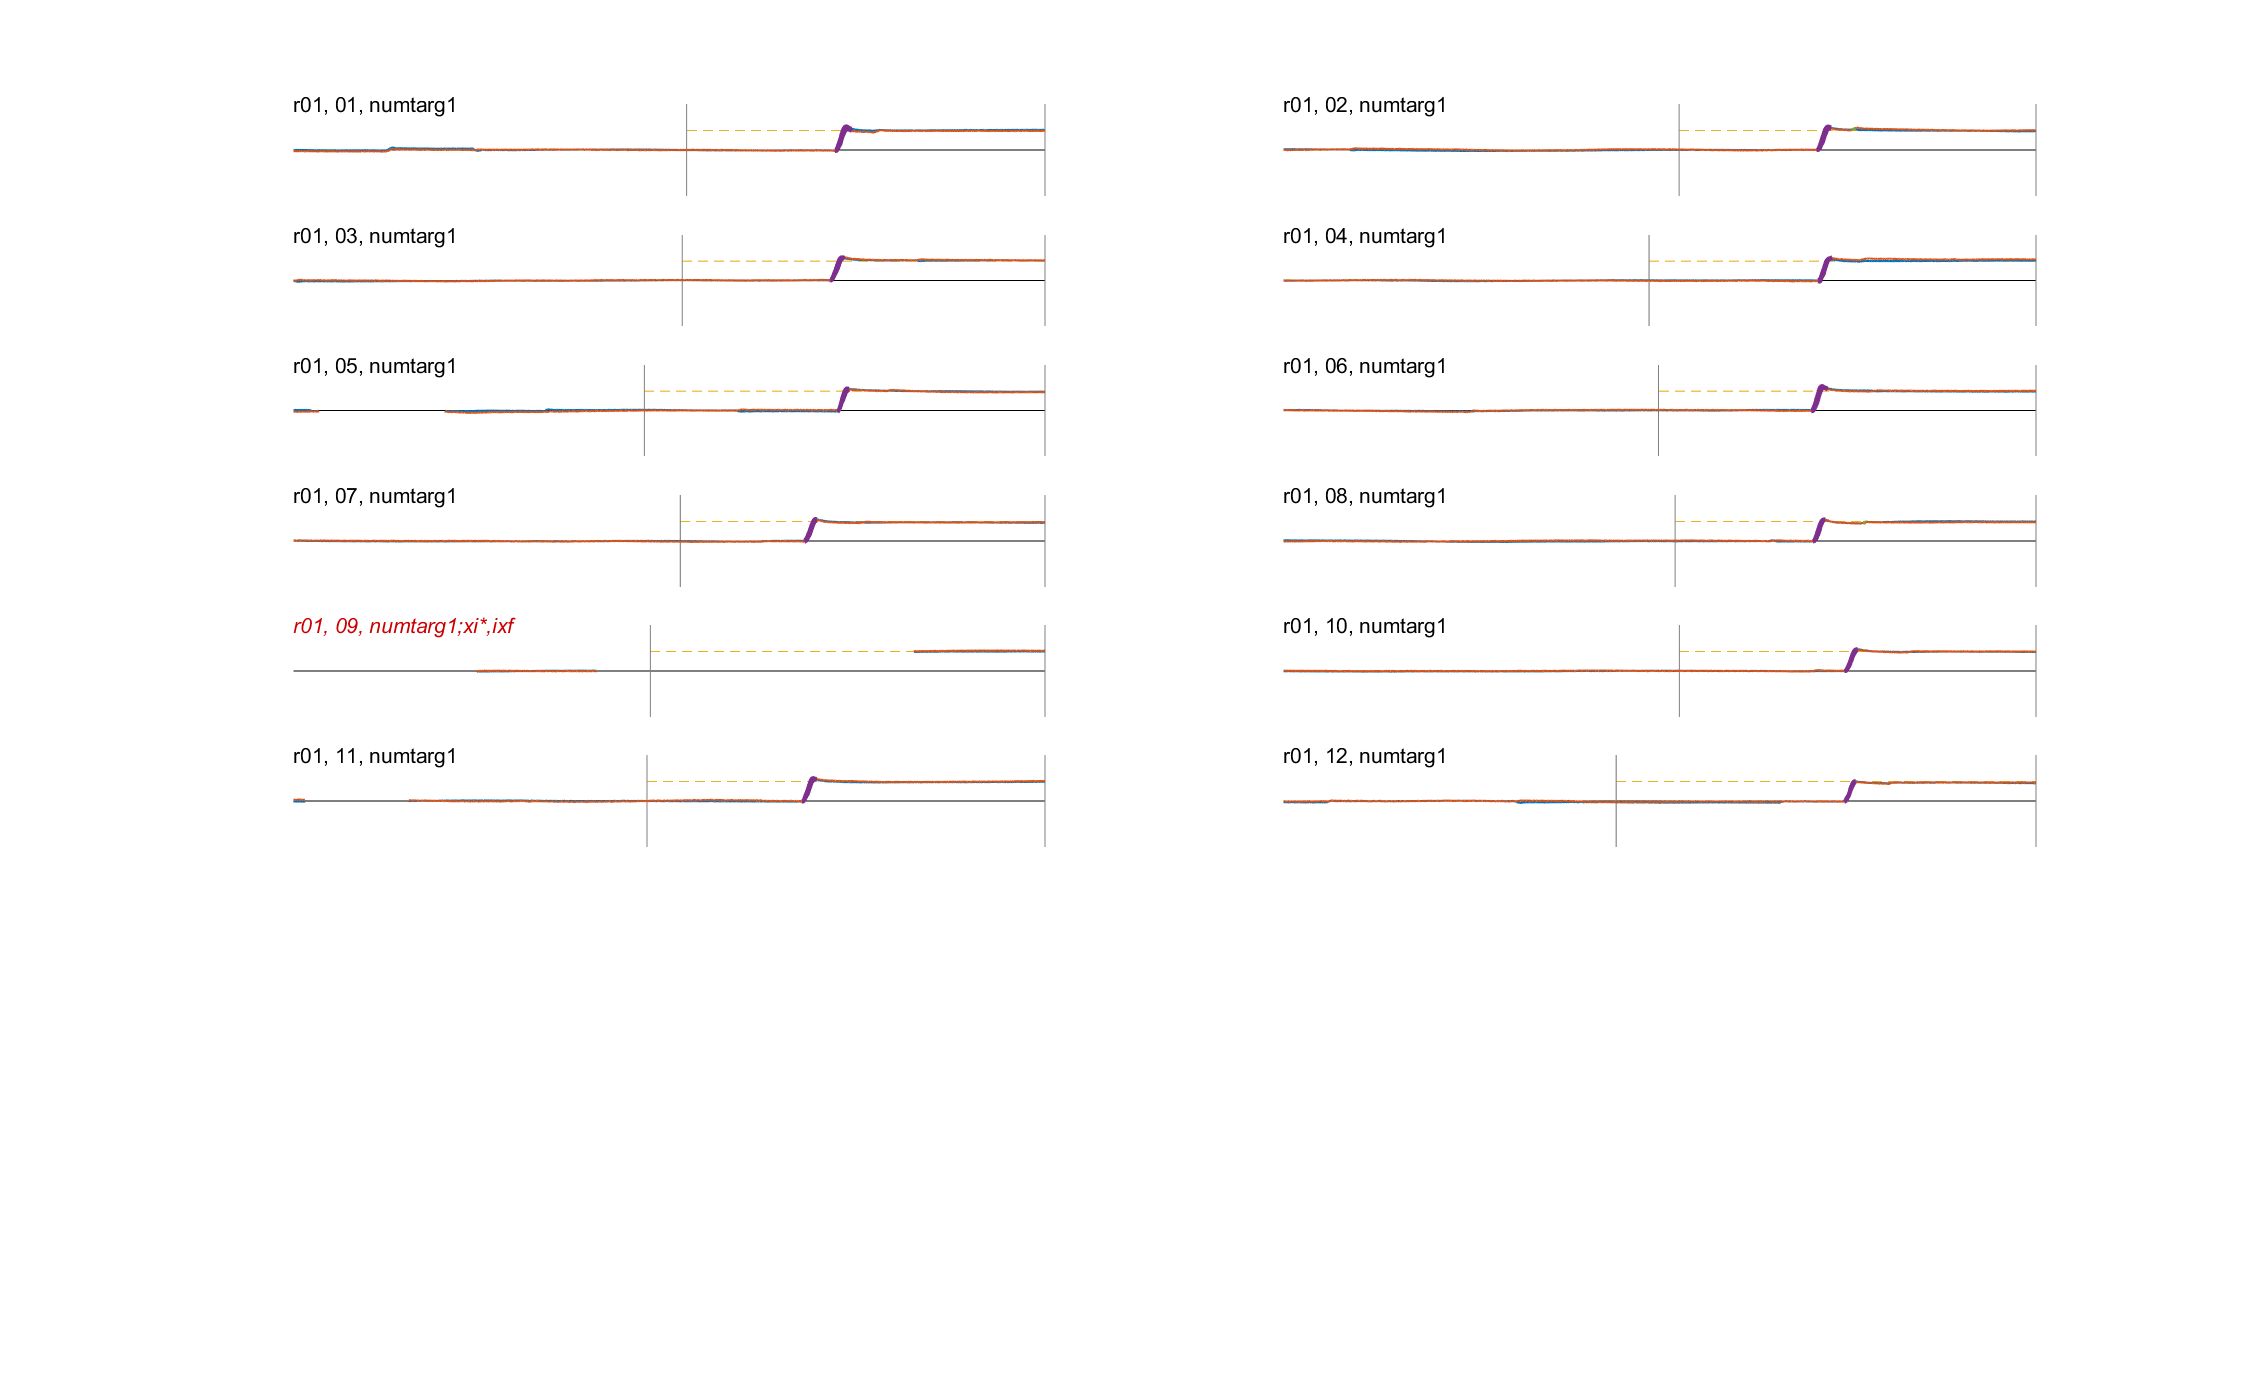 r01, 01, numtarg1
r01, 02, numtarg1
r01, 03, numtarg1
r01, 04, numtarg1
r01, 05, numtarg1
r01, 06, numtarg1
r01, 07, numtarg1
r01, 08, numtarg1
r01, 09, numtarg1;xi*,ixf
r01, 10, numtarg1
r01, 11, numtarg1
r01, 12, numtarg1